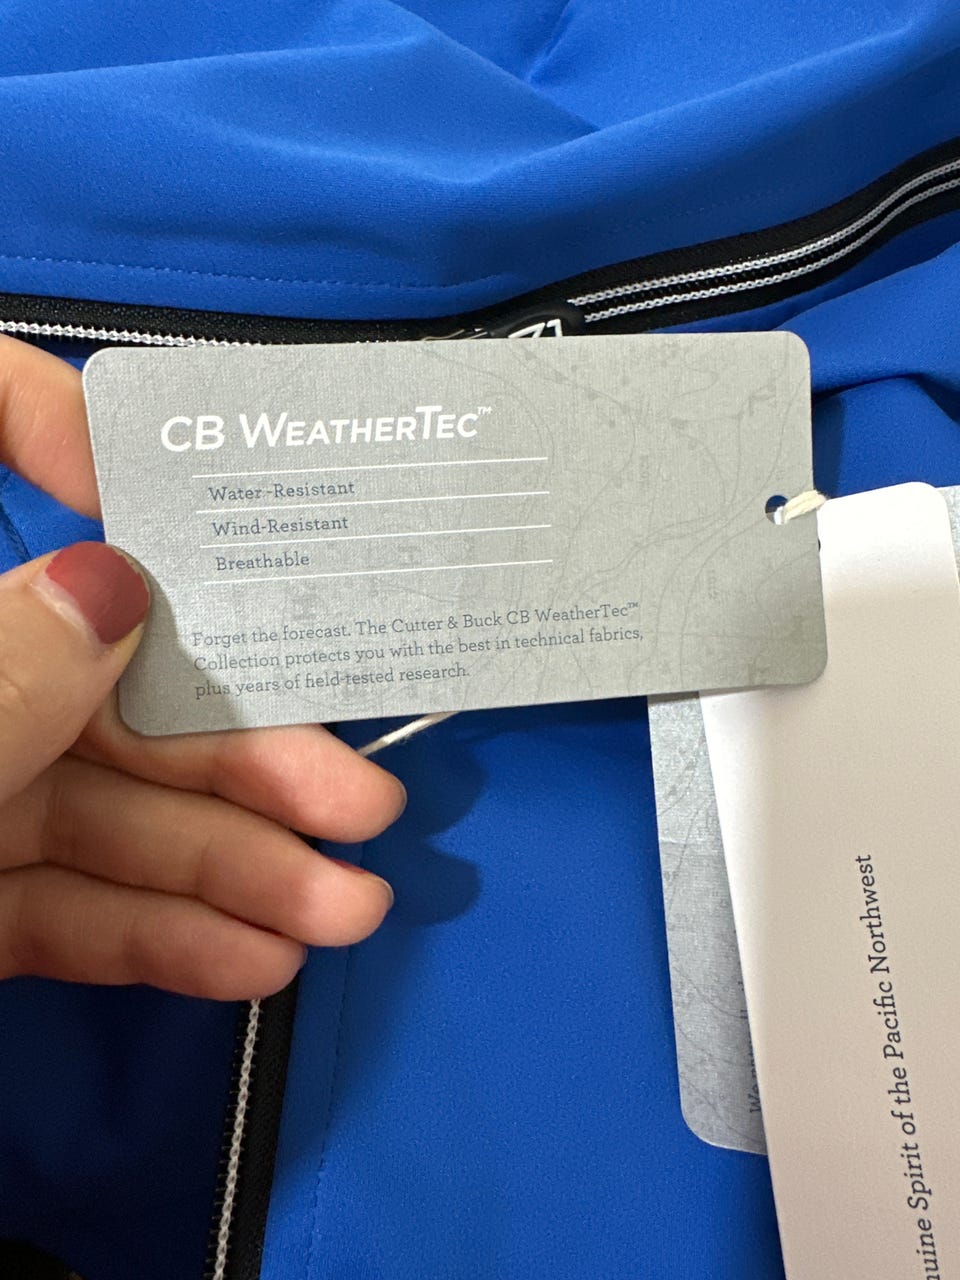 CB WEATHERTEC™
Water-Resistant
Wind-Resistant
Breathable
Forget the forecast. The Cutter & Buck CB WeatherTec™
Collection protects you with the best in technical fabrics,
plus years of field-tested research.
Spirit of the Pacific Northwest
We